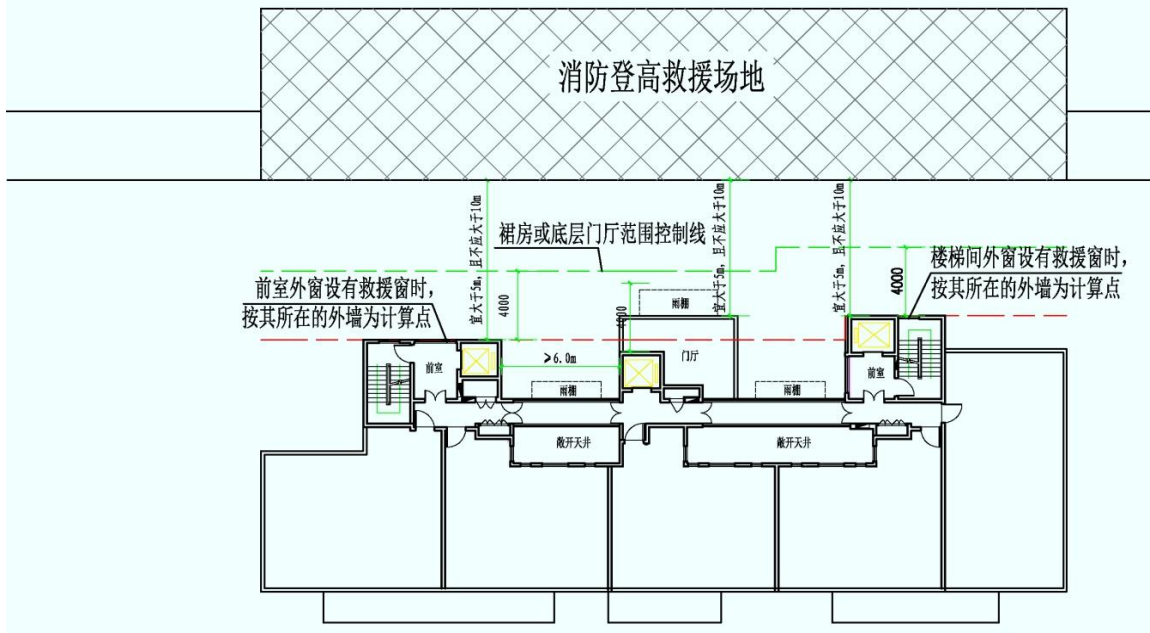 消防登高救援场地
宜大于5m，且不应大于10m
宜大于5m，且不应大于10m
宜大于5m，且不应大于10m
裙房或底层门厅范围控制线
楼梯间外窗设有救援窗时，
按其所在的外墙为计算点
前室外窗设有救援窗时，
按其所在的外墙为计算点
4000
4000
雨棚
门厅
≥6.0m
前室
前室
雨棚
雨棚
敞开天井
敞开天井